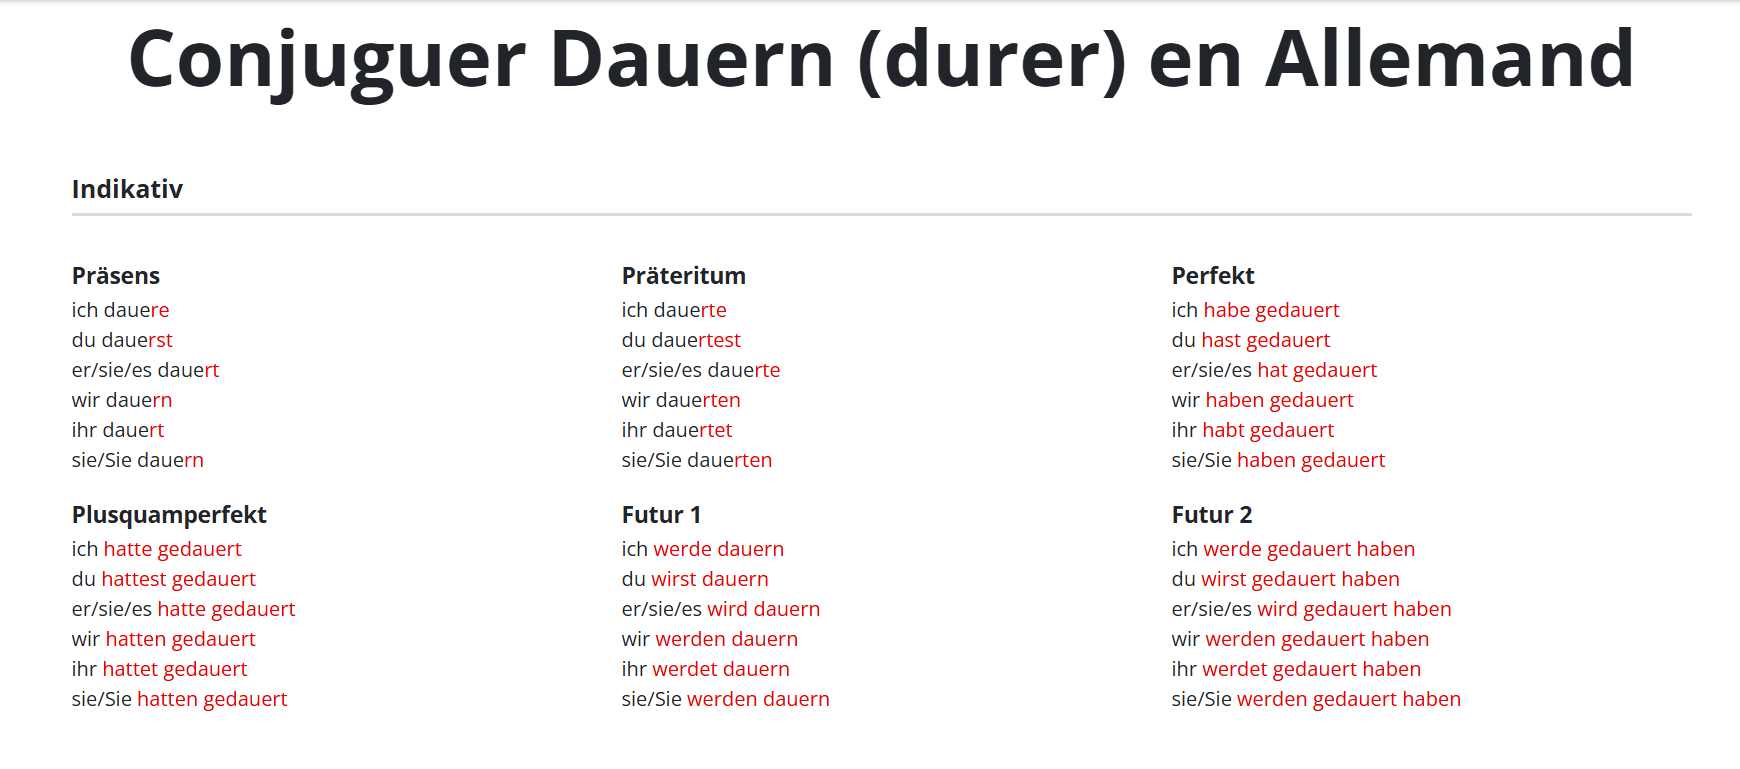 Conjuguer Dauern (durer) en Allemand
Indikativ
Präsens
ich dauere
du dauerst
er/sie/es dauert
wir dauern
ihr dauert
sie/Sie dauern
Präteritum
ich dauerte
du dauertest
er/sie/es dauerte
wir dauerten
ihr dauertet
sie/Sie dauerten
Perfekt
ich habe gedauert
du hast gedauert
er/sie/es hat gedauert
wir haben gedauert
ihr habt gedauert
sie/Sie haben gedauert
Plusquamperfekt
ich hatte gedauert
du hattest gedauert
er/sie/es hatte gedauert
wir hatten gedauert
ihr hattet gedauert
sie/Sie hatten gedauert
Futur 1
ich werde dauern
du wirst dauern
er/sie/es wird dauern
wir werden dauern
ihr werdet dauern
sie/Sie werden dauern
Futur 2
ich werde gedauert haben
du wirst gedauert haben
er/sie/es wird gedauert haben
wir werden gedauert haben
ihr werdet gedauert haben
sie/Sie werden gedauert haben